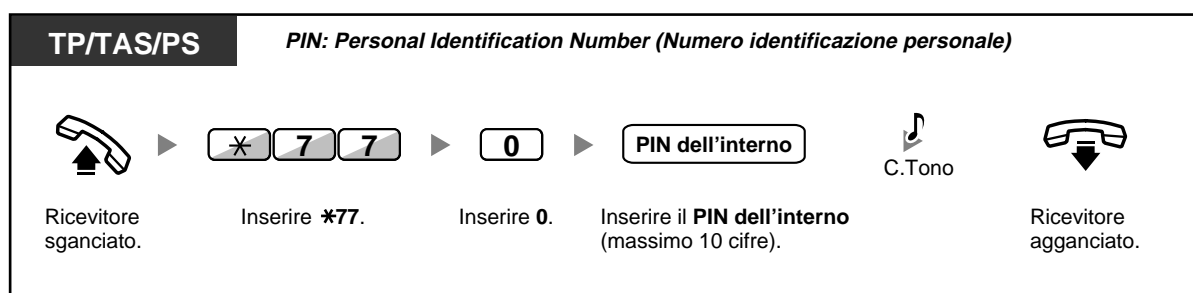 TP/TAS/PS
PIN: Personal Identification Number (Numero identificazione personale)
* 7 7
0
PIN dell'interno
C.Tono
Ricevitore
sganciato.
Inserire *77.
Inserire 0.
Inserire il PIN dell'interno
(massimo 10 cifre).
Ricevitore
agganciato.